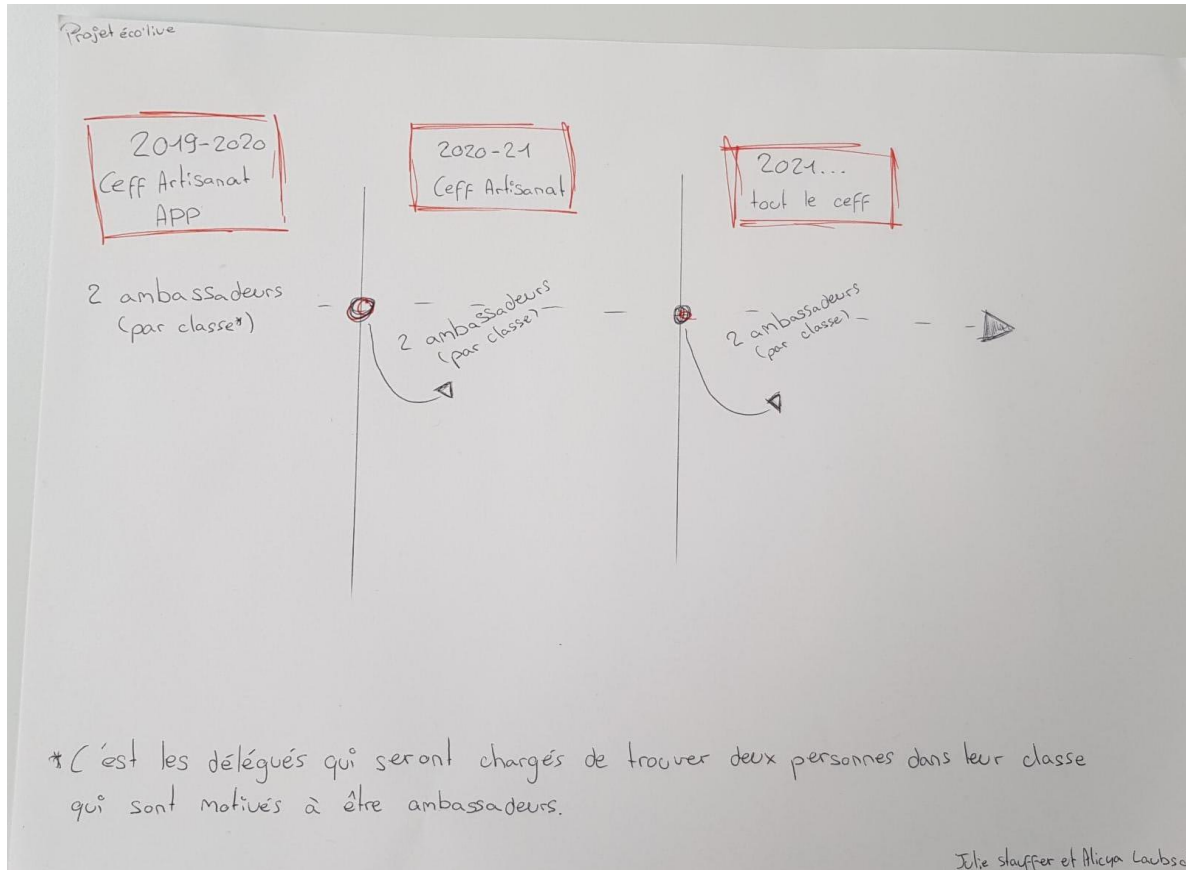 Projet éco'live
2019-2020
Ceff Artisanat
APP
2020-21
Ceff Artisanat
2021...
tout le ceff
2 ambassadeurs
(par classe*)
2 ambassadeurs
(par classe)
2 ambassadeurs
(par classe)
*C'est les délégués qui seront chargés de trouver deux personnes dans leur classe
qui sont motivés à être ambassadeurs.
Julie stauffer et Alicya